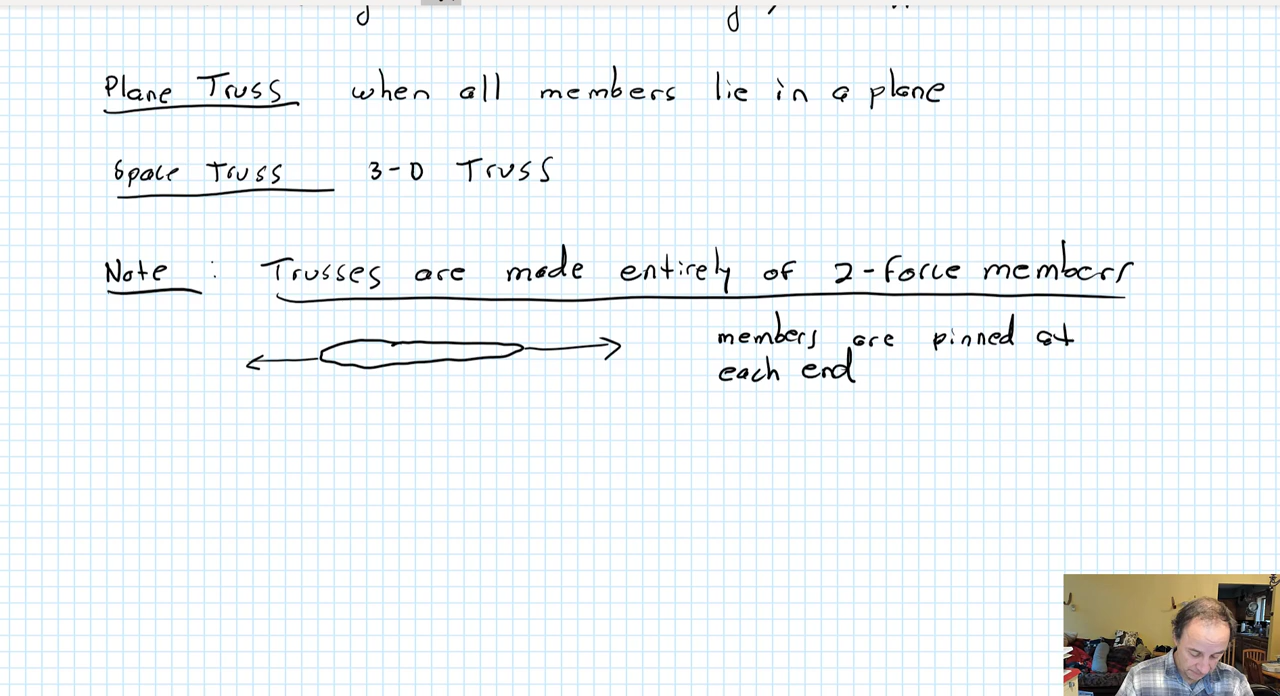 Plane Truss when all members lie in a plane
Space Truss 3-D Truss
Note : Trusses are made entirely of 2-force members
members are pinned at
each end